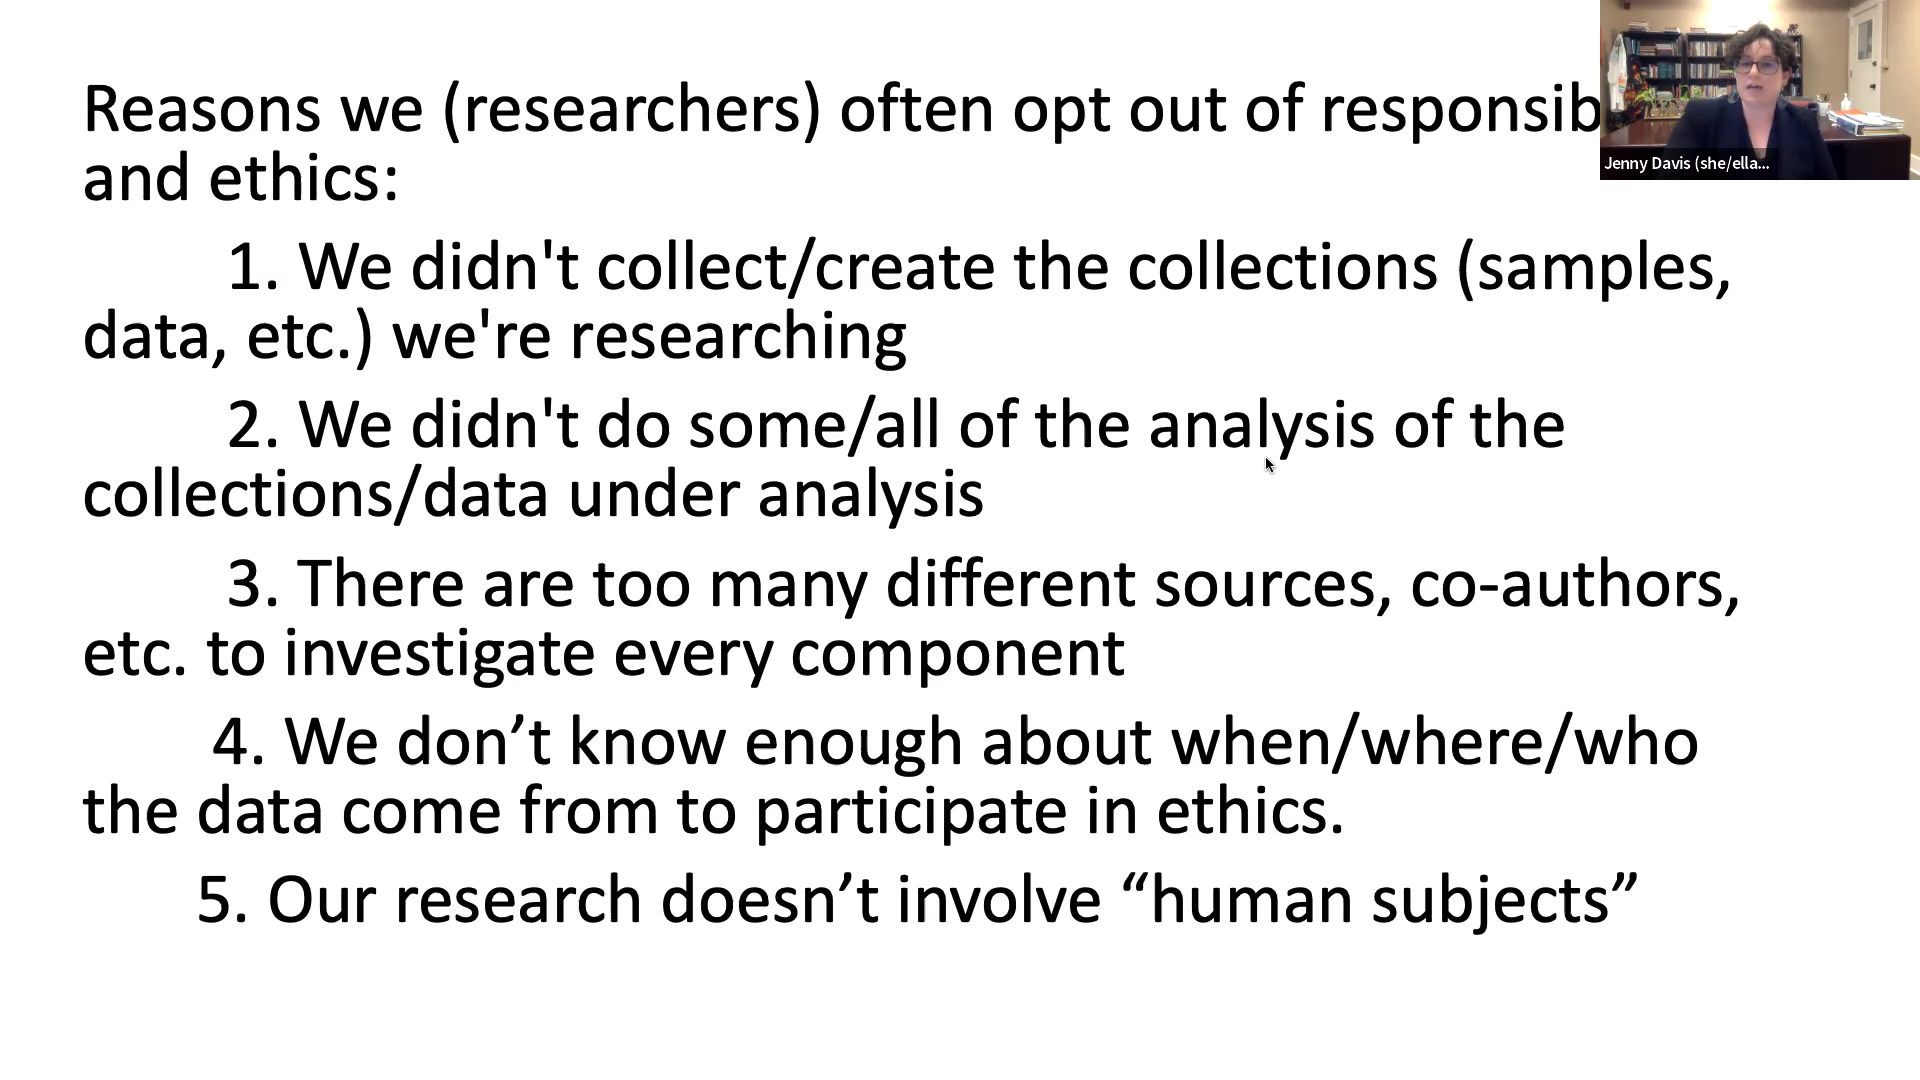 Reasons we (researchers) often opt out of responsib
and ethics:
1. We didn't collect/create the collections (samples,
data, etc.) we're researching
2. We didn't do some/all of the analysis of the
collections/data under analysis
3. There are too many different sources, co-authors,
etc. to investigate every component
4. We don’t know enough about when/where/who
the data come from to participate in ethics.
5. Our research doesn’t involve “human subjects”
Jenny Davis (she/ella...